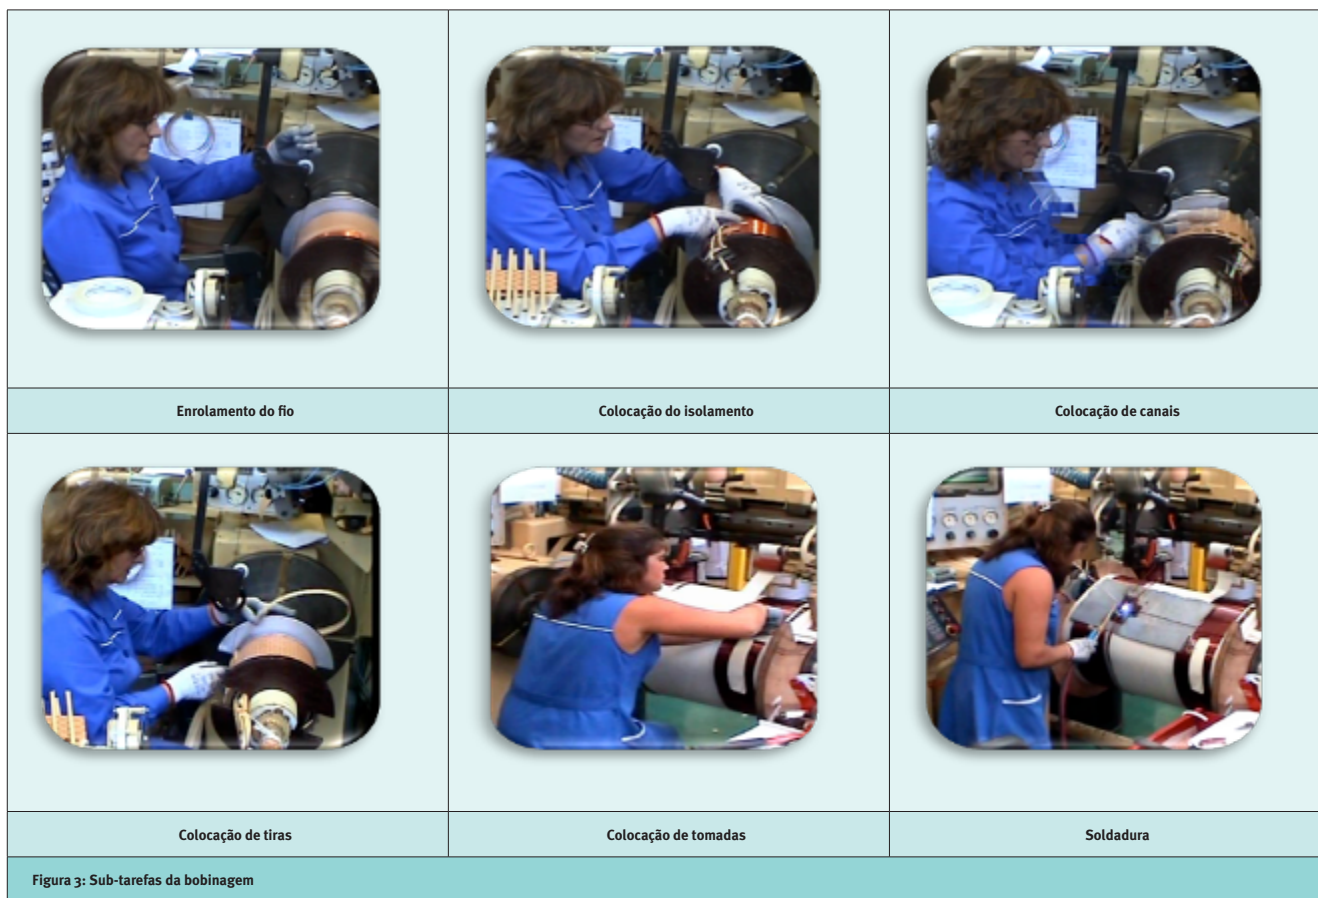 Enrolamento do fio
Colocação do isolamento
Colocação de canais
Colocação de tiras
Colocação de tomadas
Soldadura
Figura 3: Sub-tarefas da bobinagem